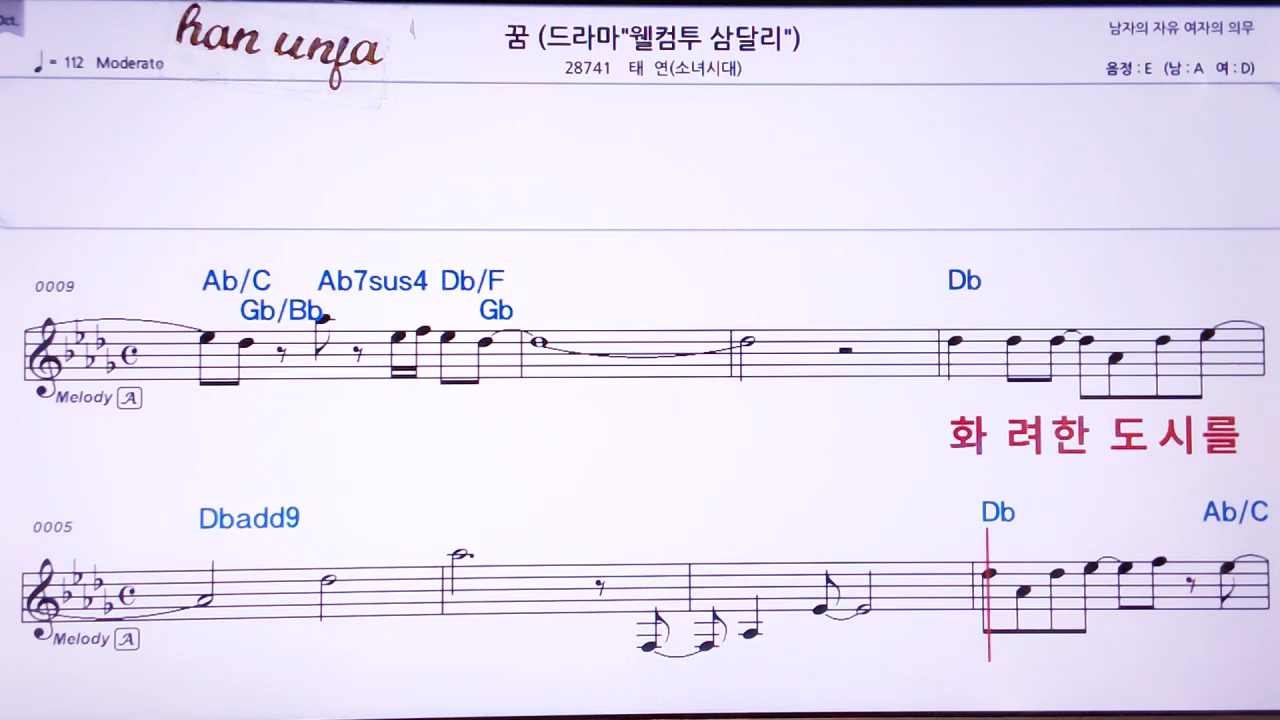 Oct.
han unfa
꿈 (드라마"웰컴투 삼달리")
남자의 자유 여자의 의무
♩= 112 Moderato
28741 태 연(소녀시대)
음정 : E (남 : A 여 : D)
0009
Ab/C Ab7sus4 Db/F Db
Gb/Bb Gb
Melody A
화 려한 도시를
0005
Dbadd9 Db Ab/C
Melody A